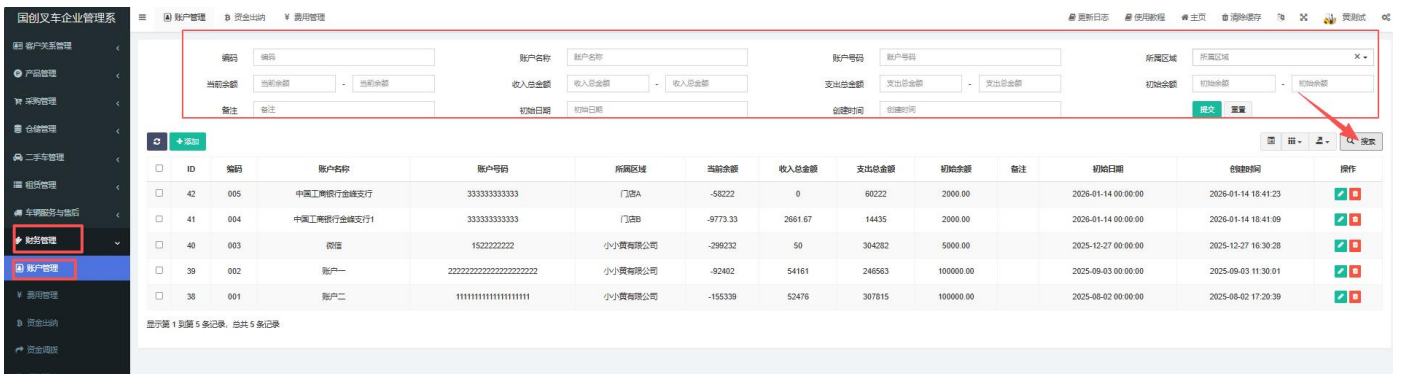 国创叉车企业管理系 账户管理 资金出纳 ¥ 费用管理 更新日志 使用教程 主页 清除缓存 黄测试
客户关系管理
产品管理
采购管理
仓储管理
二手车管理
租赁管理
车辆服务与售后
财务管理
账户管理
¥ 费用管理
资金出纳
资金调拨
编码 编码 账户名称 账户名称 账户号码 账户号码 所属区域 所属区域
当前余额 当前余额 - 当前余额 收入总金额 收入总金额 - 收入总金额 支出总金额 支出总金额 - 支出总金额 初始余额 初始余额 - 初始余额
备注 备注 初始日期 初始日期 创建时间 创建时间 提交 重置
+添加 搜索
ID 编码 账户名称 账户号码 所属区域 当前余额 收入总金额 支出总金额 初始余额 备注 初始日期 创建时间 操作
42 005 中国工商银行金峰支行 333333333333 门店A -58222 0 60222 2000.00 2026-01-14 00:00:00 2026-01-14 18:41:23
41 004 中国工商银行金峰支行1 333333333333 门店B -9773.33 2661.67 14435 2000.00 2026-01-14 00:00:00 2026-01-14 18:41:09
40 003 微信 1522222222 小小黄有限公司 -299232 50 304282 5000.00 2025-12-27 00:00:00 2025-12-27 16:30:28
39 002 账户一 2222222222222222222222 小小黄有限公司 -92402 54161 246563 100000.00 2025-09-03 00:00:00 2025-09-03 11:30:01
38 001 账户二 11111111111111111111 小小黄有限公司 -155339 52476 307815 100000.00 2025-08-02 00:00:00 2025-08-02 17:20:39
显示第 1 到第 5 条记录，总共 5 条记录